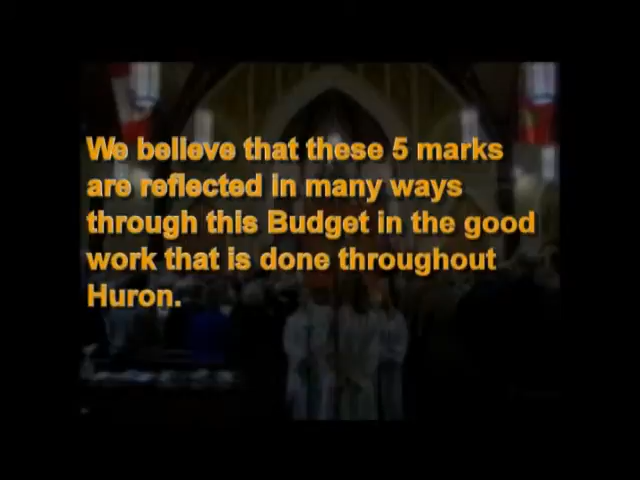 We believe that these 5 marks
are reflected in many ways
through this Budget in the good
work that is done throughout
Huron.